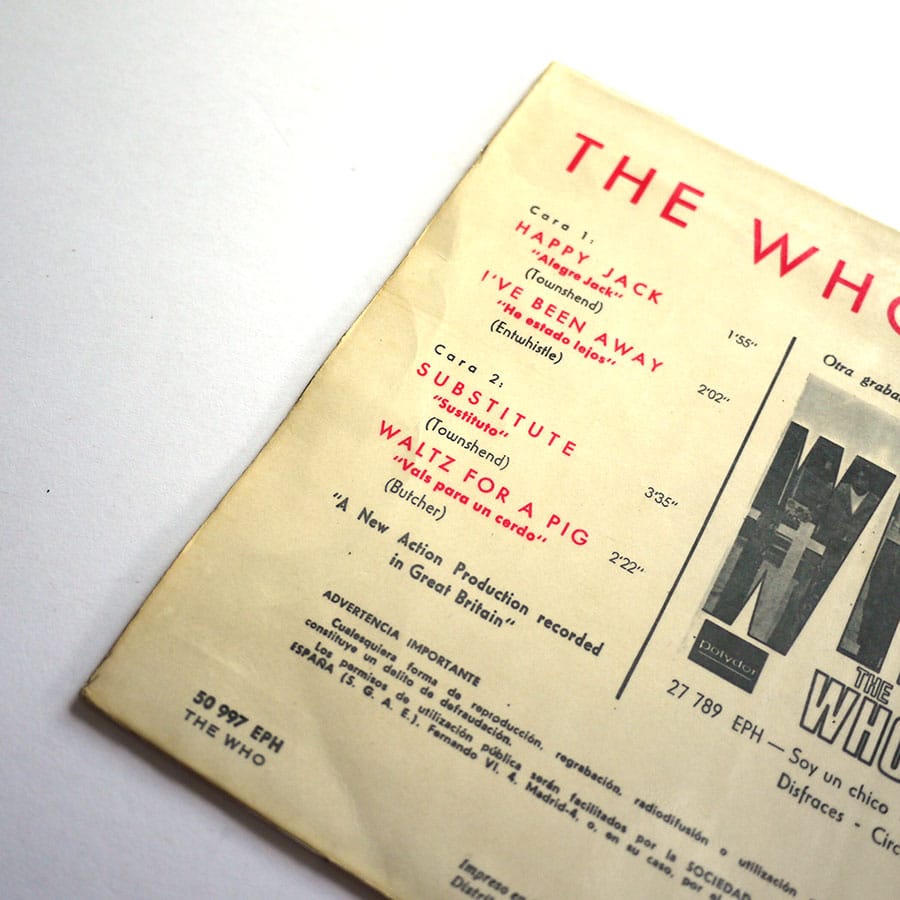 THE WHO
Cara 1:
HAPPY JACK
"Alegre Jack"
(Townshend)
1'55"
I'VE BEEN AWAY
"He estado lejos"
(Entwhistle)
2'02"
Cara 2:
SUBSTITUTE
"Sustituto"
(Townshend)
3'35"
WALTZ FOR A PIG
"Vals para un cerdo"
(Butcher)
2'22"
"A New Action Production recorded
in Great Britain"
ADVERTENCIA IMPORTANTE
Cualesquiera forma de reproducción, regrabación, radiodifusión o utilización
constituye un delito de defraudación.
Los permisos de utilización pública serán facilitados por la SOCIEDAD
ESPAÑA (S. G. A. E.). Fernando VI, 4, Madrid-4, o, en su caso, por el
50 997 EPH
THE WHO
Impreso en
Otra
polydor
THE
WHO
27 789 EPH — Soy un chico
Disfraces -